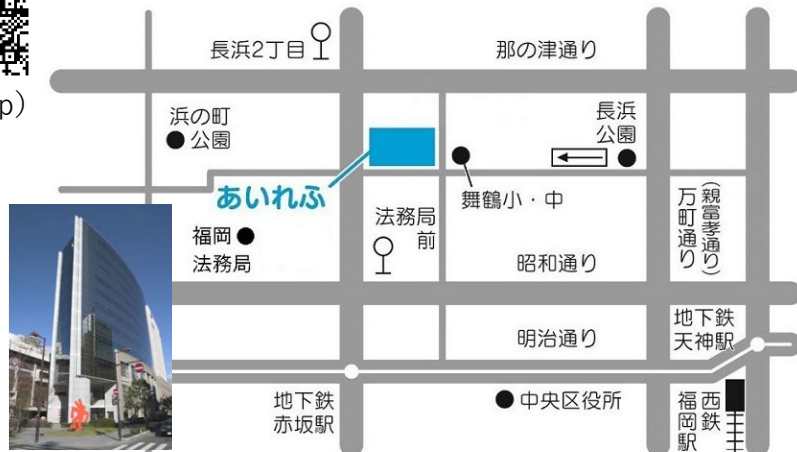 p)
長浜2丁目
那の津通り
浜の町
公園
長浜
公園
あいれふ
舞鶴小・中
法務局
前
福岡
法務局
万町通り
(親富孝通り)
昭和通り
明治通り
地下鉄
天神駅
地下鉄
赤坂駅
中央区役所
西鉄
福岡駅